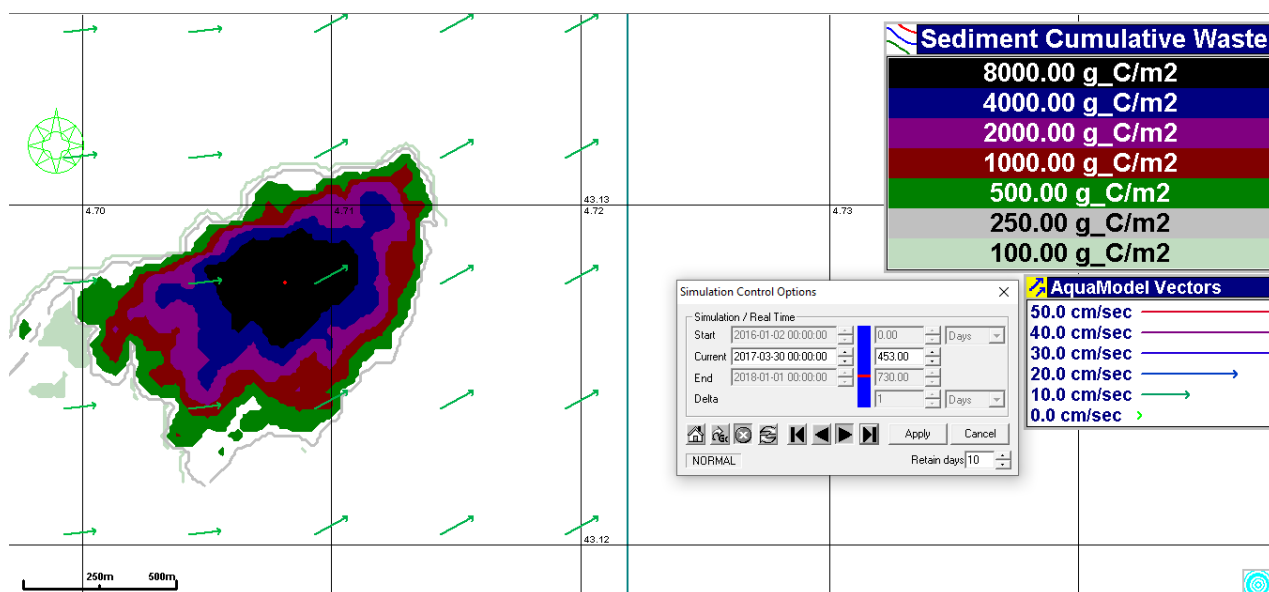 Sediment Cumulative Waste
8000.00 g_C/m2
4000.00 g_C/m2
2000.00 g_C/m2
1000.00 g_C/m2
500.00 g_C/m2
250.00 g_C/m2
100.00 g_C/m2
43.13
4.70
4.71
4.72
4.73
AquaModel Vectors
50.0 cm/sec
40.0 cm/sec
30.0 cm/sec
20.0 cm/sec
10.0 cm/sec
0.0 cm/sec
Simulation Control Options
Simulation / Real Time
Start 2016-01-02 00:00:00 0.00 Days
Current 2017-03-30 00:00:00 453.00
End 2018-01-01 00:00:00 730.00
Delta 1 Days
Apply Cancel
NORMAL Retain days 10
43.12
250m 500m